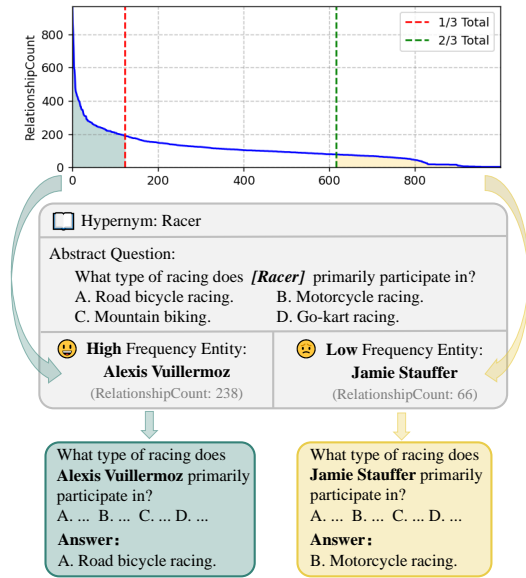 1/3 Total
2/3 Total
RelationshipCount
800
600
400
200
0
0 200 400 600 800
Hypernym: Racer
Abstract Question:
What type of racing does [Racer] primarily participate in?
A. Road bicycle racing. B. Motorcycle racing.
C. Mountain biking. D. Go-kart racing.
High Frequency Entity:
Alexis Vuillermoz
(RelationshipCount: 238)
Low Frequency Entity:
Jamie Stauffer
(RelationshipCount: 66)
What type of racing does
Alexis Vuillermoz primarily
participate in?
A. ... B. ... C. ... D. ...
Answer:
A. Road bicycle racing.
What type of racing does
Jamie Stauffer primarily
participate in?
A. ... B. ... C. ... D. ...
Answer:
B. Motorcycle racing.